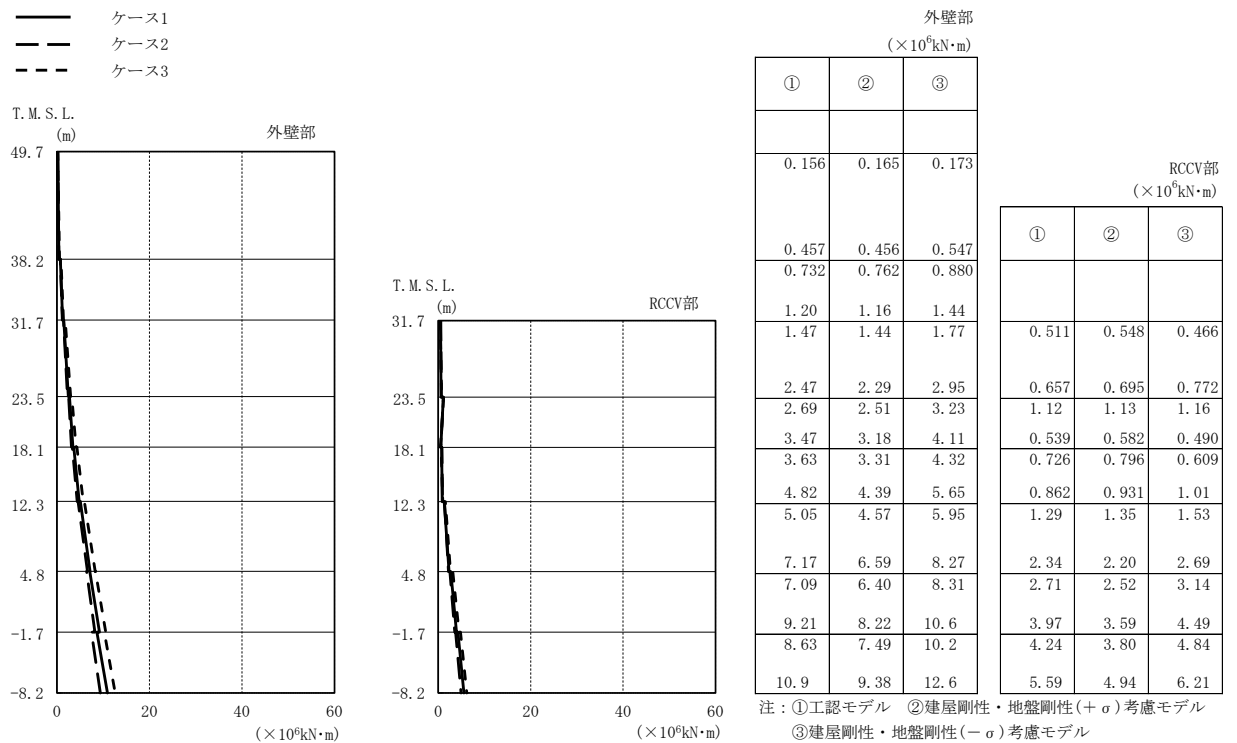 ケース1
ケース2
ケース3
T.M.S.L.
(m)
外壁部
49.7
38.2
31.7
23.5
18.1
12.3
4.8
-1.7
-8.2
0 20 40 60
(×10⁶kN·m)
T.M.S.L.
(m)
RCCV部
31.7
23.5
18.1
12.3
4.8
-1.7
-8.2
0 20 40 60
(×10⁶kN·m)
外壁部
(×10⁶kN·m)
① ② ③
0.156 0.165 0.173
0.457 0.456 0.547
0.732 0.762 0.880
1.20 1.16 1.44
1.47 1.44 1.77
2.47 2.29 2.95
2.69 2.51 3.23
3.47 3.18 4.11
3.63 3.31 4.32
4.82 4.39 5.65
5.05 4.57 5.95
7.17 6.59 8.27
7.09 6.40 8.31
9.21 8.22 10.6
8.63 7.49 10.2
10.9 9.38 12.6
RCCV部
(×10⁶kN·m)
① ② ③
0.511 0.548 0.466
0.657 0.695 0.772
1.12 1.13 1.16
0.539 0.582 0.490
0.726 0.796 0.609
0.862 0.931 1.01
1.29 1.35 1.53
2.34 2.20 2.69
2.71 2.52 3.14
3.97 3.59 4.49
4.24 3.80 4.84
5.59 4.94 6.21
注：①工認モデル ②建屋剛性・地盤剛性(+σ)考慮モデル
③建屋剛性・地盤剛性(-σ)考慮モデル